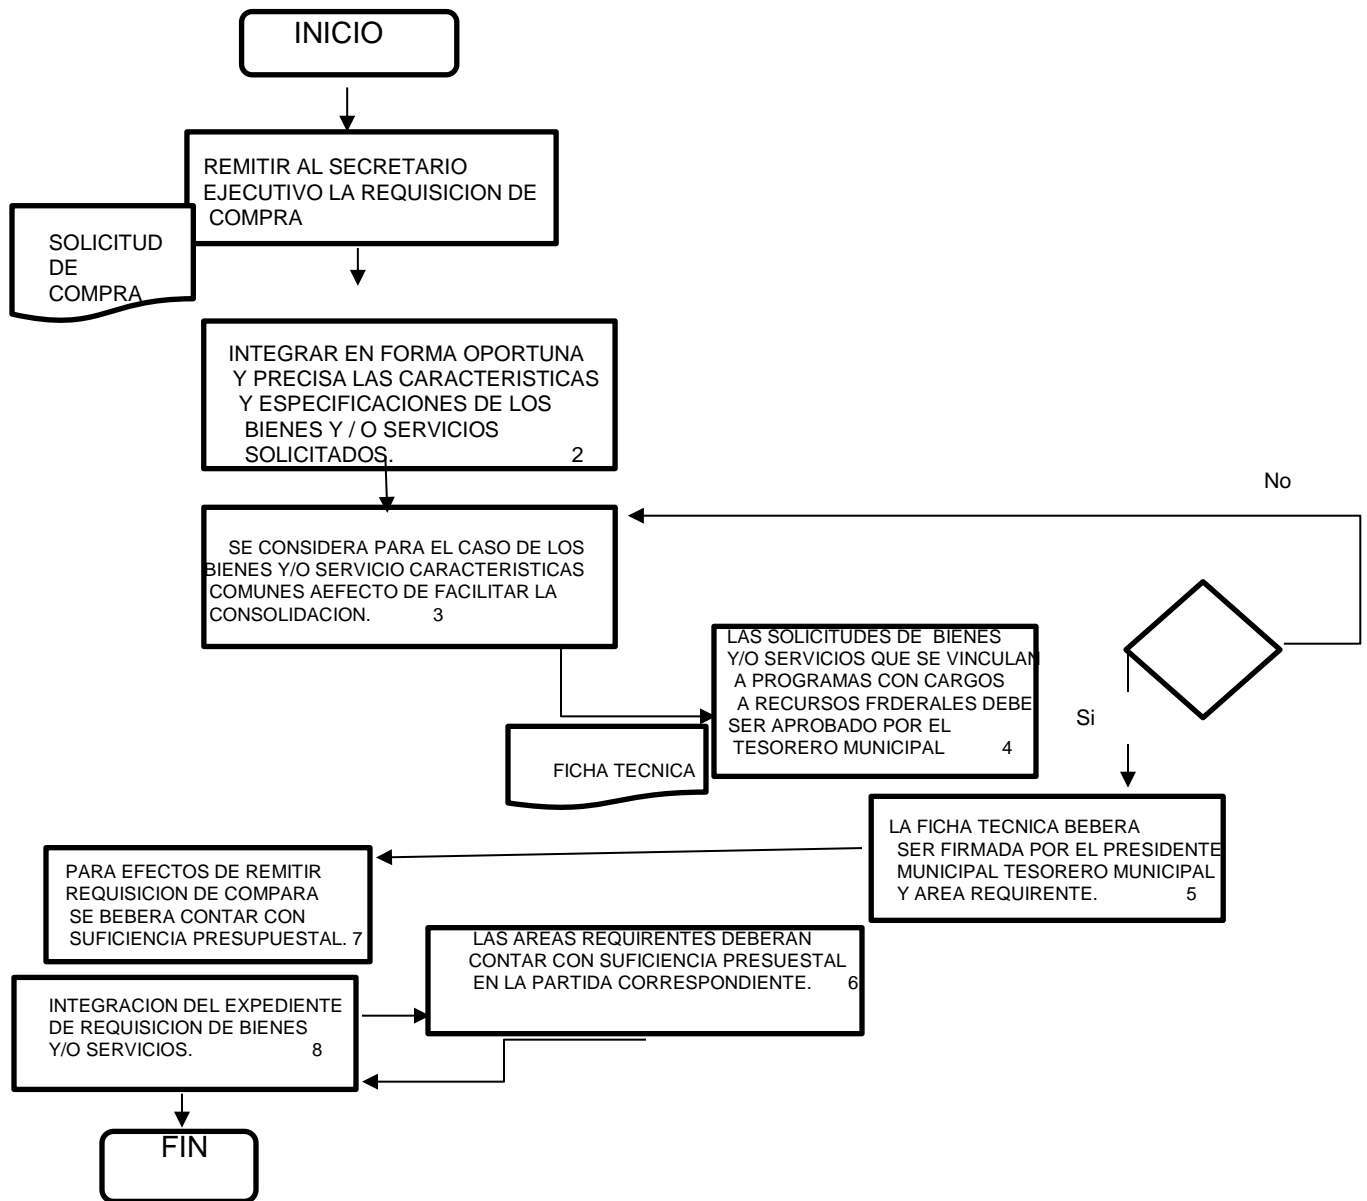 INICIO
REMITIR AL SECRETARIO
EJECUTIVO LA REQUISICION DE
COMPRA
SOLICITUD
DE
COMPRA
INTEGRAR EN FORMA OPORTUNA
Y PRECISA LAS CARACTERISTICAS
Y ESPECIFICACIONES DE LOS
BIENES Y / O SERVICIOS
SOLICITADOS. 2
No
SE CONSIDERA PARA EL CASO DE LOS
BIENES Y/O SERVICIO CARACTERISTICAS
COMUNES AEFECTO DE FACILITAR LA
CONSOLIDACION. 3
LAS SOLICITUDES DE BIENES
Y/O SERVICIOS QUE SE VINCULAN
A PROGRAMAS CON CARGOS
A RECURSOS FRDERALES DEBE
SER APROBADO POR EL
TESORERO MUNICIPAL 4
Si
FICHA TECNICA
LA FICHA TECNICA BEBERA
SER FIRMADA POR EL PRESIDENTE
MUNICIPAL TESORERO MUNICIPAL
Y AREA REQUIRENTE. 5
PARA EFECTOS DE REMITIR
REQUISICION DE COMPARA
SE BEBERA CONTAR CON
SUFICIENCIA PRESUPUESTAL. 7
LAS AREAS REQUIRENTES DEBERAN
CONTAR CON SUFICIENCIA PRESUESTAL
EN LA PARTIDA CORRESPONDIENTE. 6
INTEGRACION DEL EXPEDIENTE
DE REQUISICION DE BIENES
Y/O SERVICIOS. 8
FIN